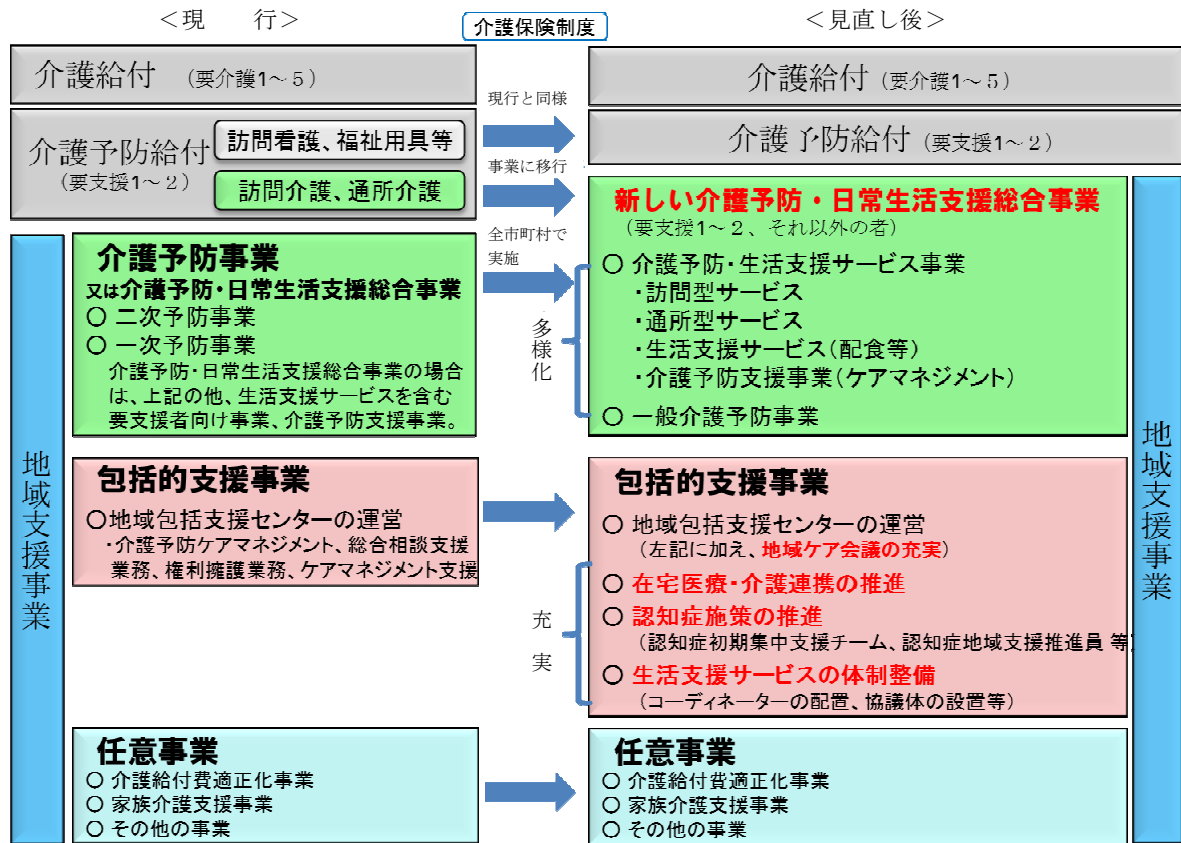 ＜現　　行＞
介護保険制度
＜見直し後＞
介護給付 （要介護1～5）
現行と同様
介護給付（要介護1～5）
介護予防給付
（要支援1～2）
訪問看護、福祉用具等
訪問介護、通所介護
事業に移行
介護予防給付（要支援1～2）
全市町村で
実施
新しい介護予防・日常生活支援総合事業
（要支援1～2、それ以外の者）
介護予防事業
又は介護予防・日常生活支援総合事業
○ 二次予防事業
○ 一次予防事業
介護予防・日常生活支援総合事業の場合
は、上記の他、生活支援サービスを含む
要支援者向け事業、介護予防支援事業。
多様化
○ 介護予防・生活支援サービス事業
・訪問型サービス
・通所型サービス
・生活支援サービス（配食等）
・介護予防支援事業（ケアマネジメント）
○ 一般介護予防事業
地域支援事業
地域支援事業
包括的支援事業
○地域包括支援センターの運営
・介護予防ケアマネジメント、総合相談支援
業務、権利擁護業務、ケアマネジメント支援
充実
包括的支援事業
○ 地域包括支援センターの運営
（左記に加え、地域ケア会議の充実）
○ 在宅医療・介護連携の推進
○ 認知症施策の推進
（認知症初期集中支援チーム、認知症地域支援推進員 等）
○ 生活支援サービスの体制整備
（コーディネーターの配置、協議体の設置等）
任意事業
○ 介護給付費適正化事業
○ 家族介護支援事業
○ その他の事業
任意事業
○ 介護給付費適正化事業
○ 家族介護支援事業
○ その他の事業